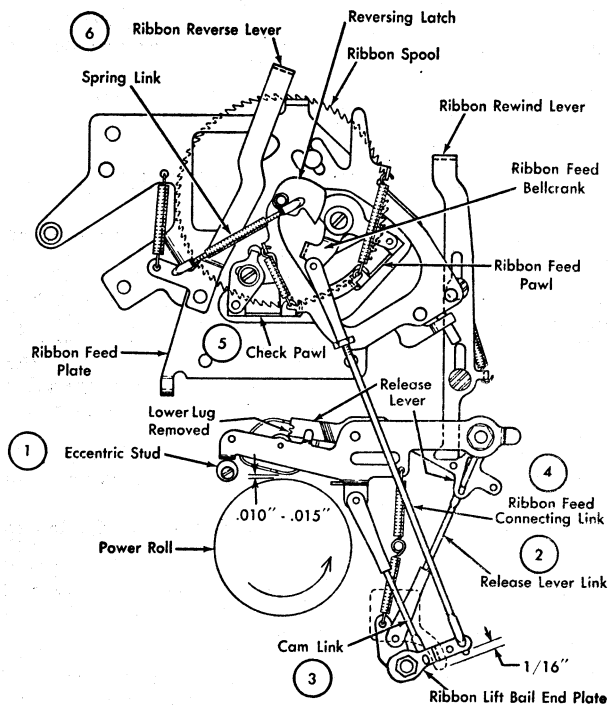 6
Ribbon Reverse Lever
Reversing Latch
Ribbon Spool
Spring Link
Ribbon Rewind Lever
Ribbon Feed
Bellcrank
Ribbon Feed
Pawl
5
Check Pawl
Ribbon Feed
Plate
Release
Lever
Lower Lug
Removed
1
Eccentric Stud
4
.010" - .015"
Ribbon Feed
Connecting Link
Power Roll
2
Release Lever Link
Cam Link
3
1/16"
Ribbon Lift Bail End Plate